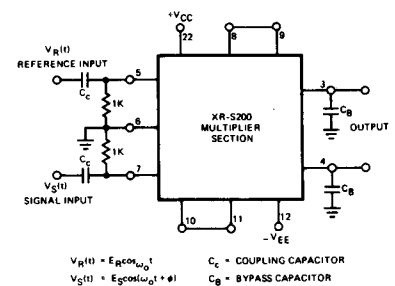 +VCC
22
8
9
VR(t)
REFERENCE INPUT
CC
5
1K
6
1K
CC
7
VS(t)
SIGNAL INPUT
XR-S200
MULTIPLIER
SECTION
3
CB
OUTPUT
4
CB
10
11
12
-VEE
VR(t) = ERcosωot
CC = COUPLING CAPACITOR
VS(t) = EScos(ωot + ϕ)
CB = BYPASS CAPACITOR